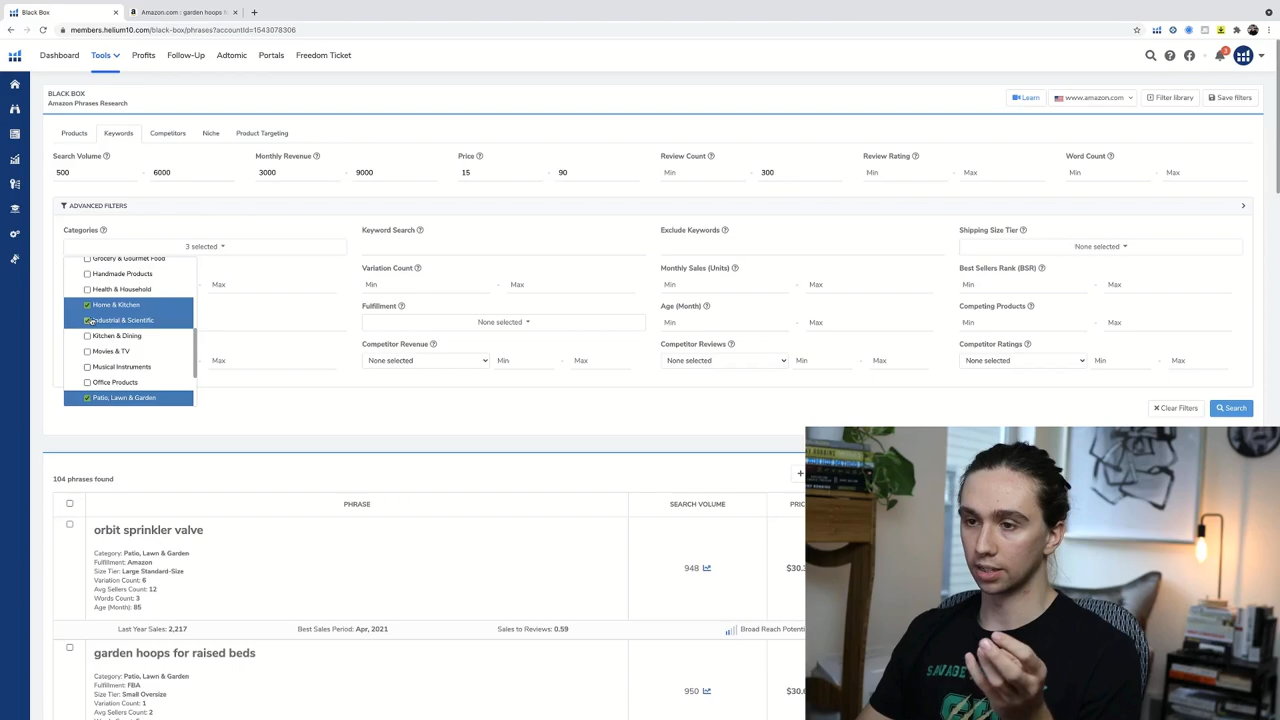 Black Box
Amazon.com : garden hoops f
members.helium10.com/black-box/phrases?accountId=1543078306
Dashboard Tools Profits Follow-Up Adtomic Portals Freedom Ticket
3
BLACK BOX
Amazon Phrases Research
Learn www.amazon.com Filter library Save filters
Products Keywords Competitors Niche Product Targeting
Search Volume Monthly Revenue Price Review Count Review Rating Word Count
500 - 6000 3000 - 9000 15 - 90 Min - 300 Min - Max Min - Max
ADVANCED FILTERS
Categories Keyword Search Exclude Keywords Shipping Size Tier
3 selected None selected
Grocery & Gourmet Food
Variation Count Monthly Sales (Units) Best Sellers Rank (BSR)
Handmade Products
Max Min - Max Min - Max Min - Max
Health & Household
Home & Kitchen
Fulfillment Age (Month) Competing Products
Industrial & Scientific
None selected Min - Max Min - Max
Kitchen & Dining
Competitor Revenue Competitor Reviews Competitor Ratings
Movies & TV
Max None selected Min - Max None selected Min - Max None selected Min - Max
Musical Instruments
Office Products
Patio, Lawn & Garden
Clear Filters Search
104 phrases found
+
PHRASE SEARCH VOLUME
orbit sprinkler valve
Category: Patio, Lawn & Garden
Fulfillment: Amazon
Size Tier: Large Standard-Size
Variation Count: 6
Avg Sellers Count: 12
Words Count: 3
Age (Month): 85
948
Last Year Sales: 2,217 Best Sales Period: Apr, 2021 Sales to Reviews: 0.59 Broad Reach
garden hoops for raised beds
Category: Patio, Lawn & Garden
Fulfillment: FBA
Size Tier: Small Oversize
Variation Count: 1
Avg Sellers Count: 2
950
SAVAGE